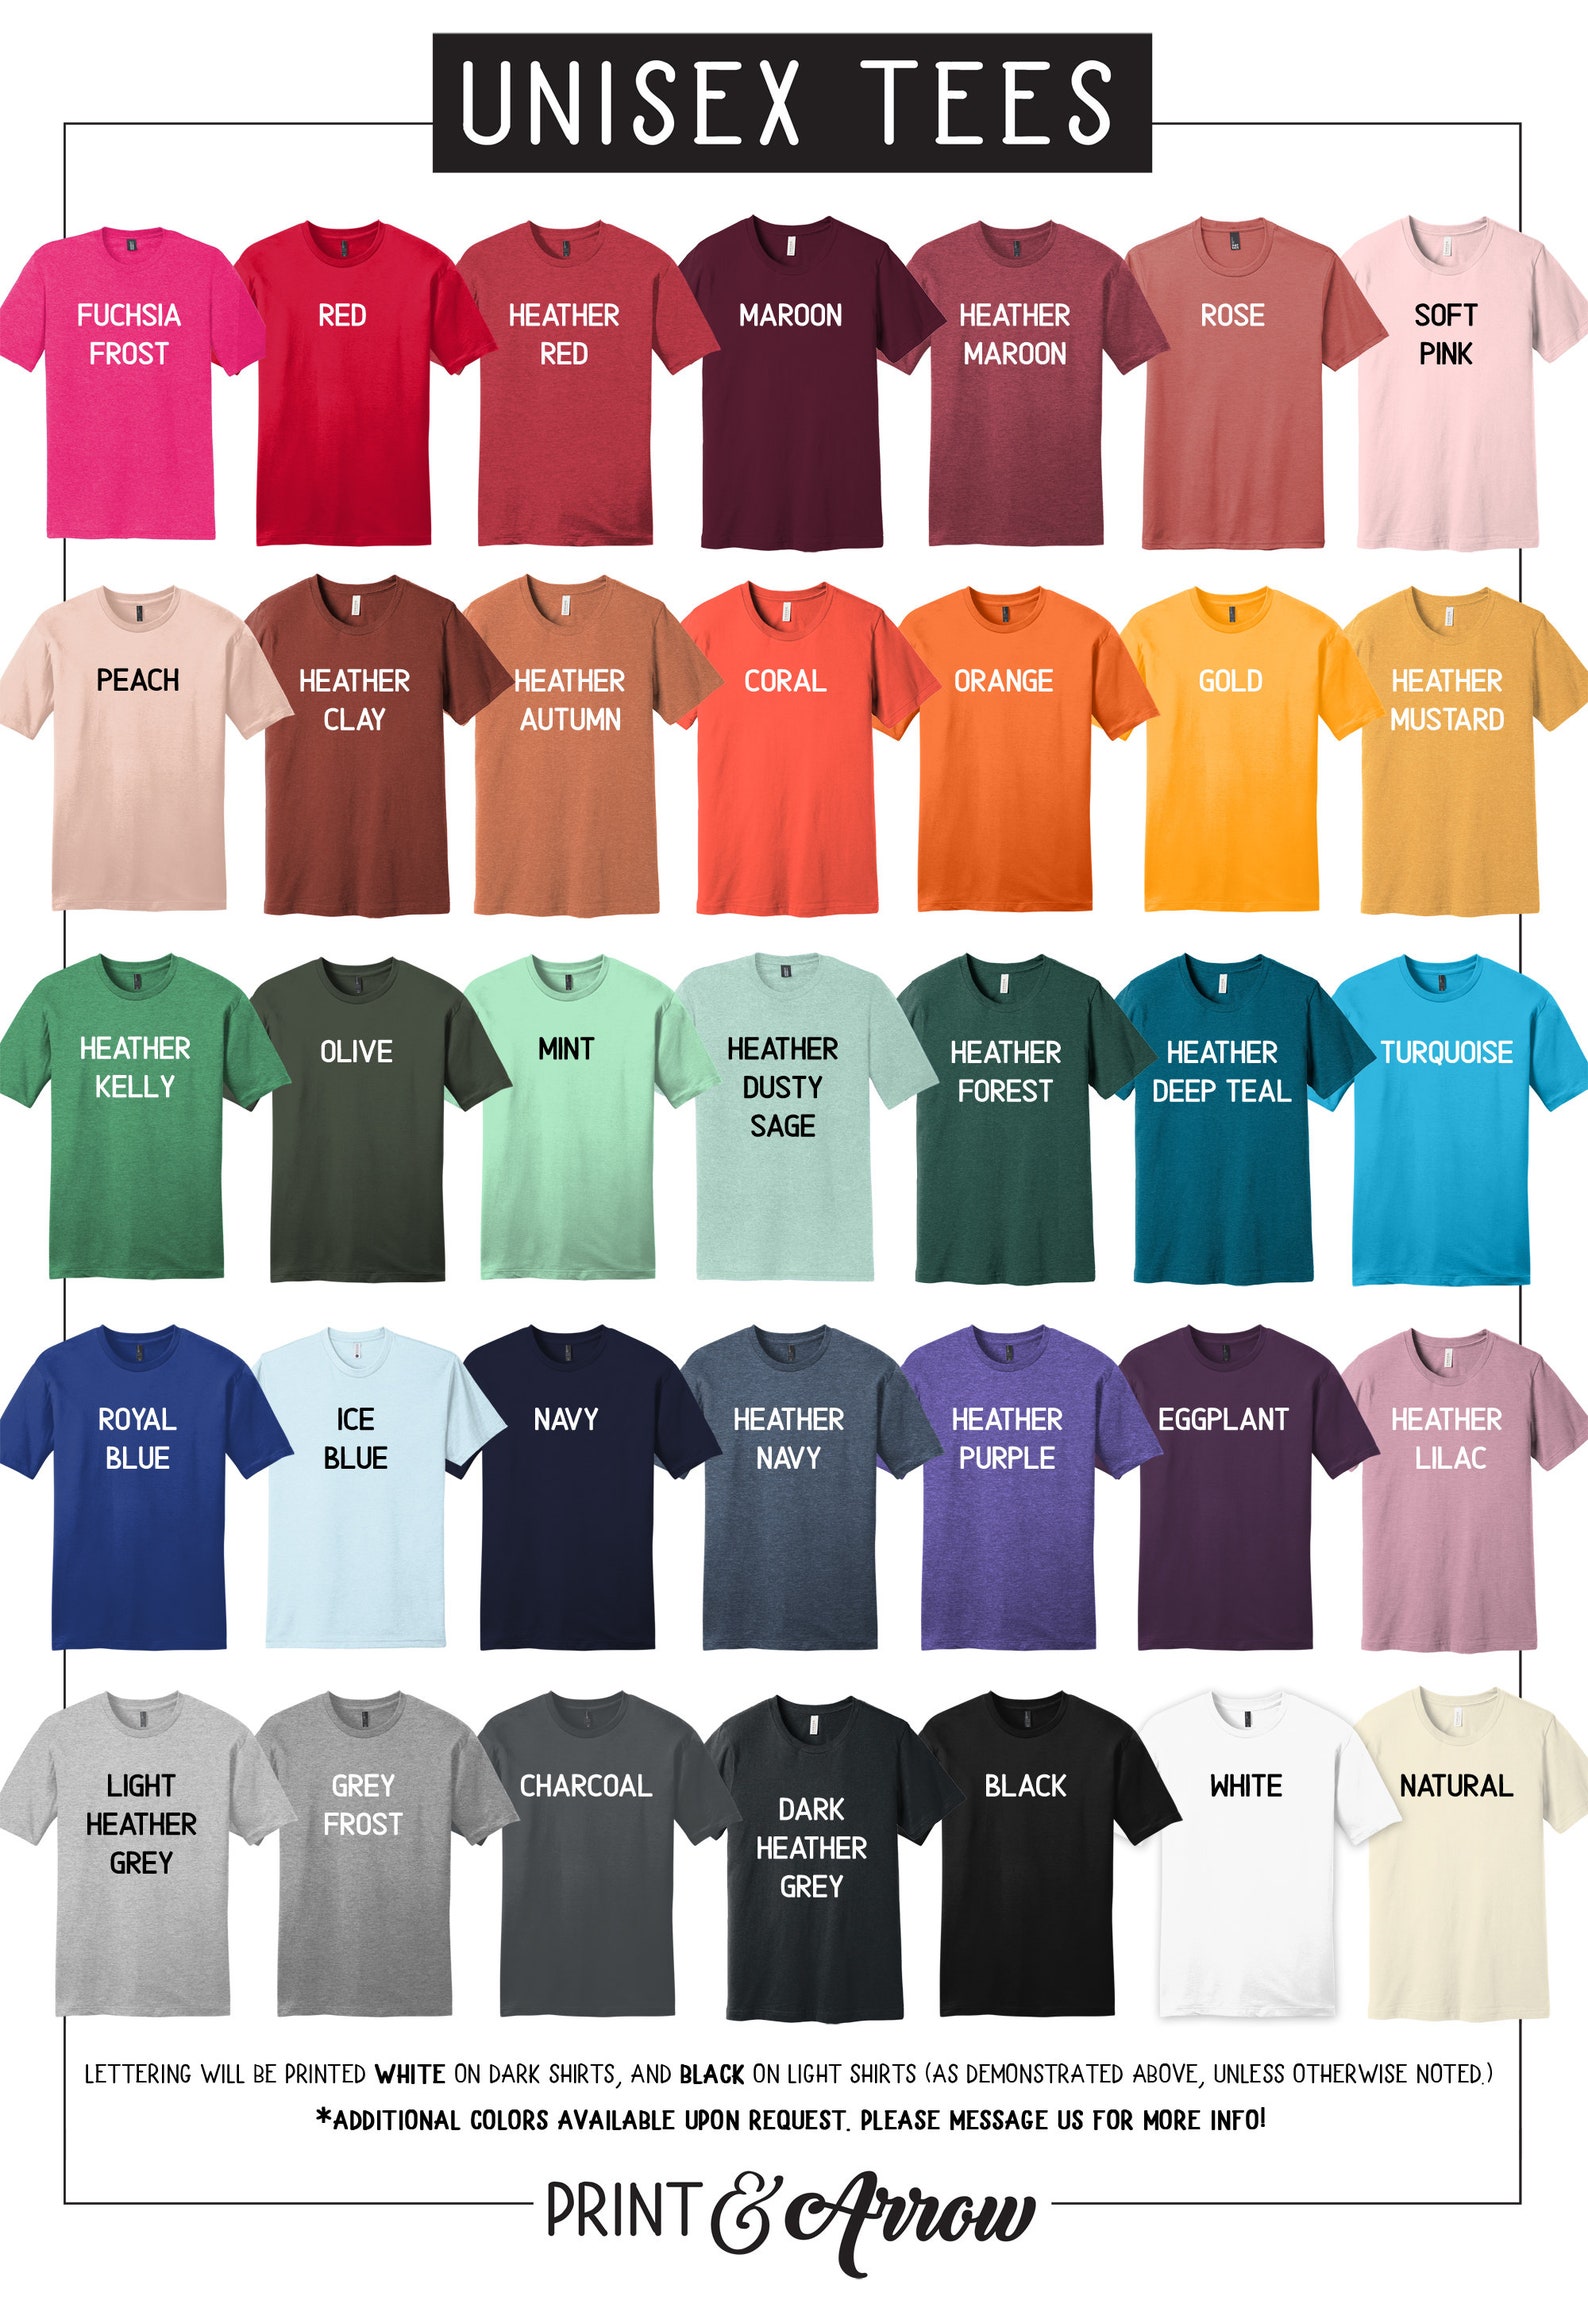 UNISEX TEES
FUCHSIA
FROST
RED
HEATHER
RED
MAROON
HEATHER
MAROON
ROSE
SOFT
PINK
PEACH
HEATHER
CLAY
HEATHER
AUTUMN
CORAL
ORANGE
GOLD
HEATHER
MUSTARD
HEATHER
KELLY
OLIVE
MINT
HEATHER
DUSTY
SAGE
HEATHER
FOREST
HEATHER
DEEP TEAL
TURQUOISE
ROYAL
BLUE
ICE
BLUE
NAVY
HEATHER
NAVY
HEATHER
PURPLE
EGGPLANT
HEATHER
LILAC
LIGHT
HEATHER
GREY
GREY
FROST
CHARCOAL
DARK
HEATHER
GREY
BLACK
WHITE
NATURAL
LETTERING WILL BE PRINTED WHITE ON DARK SHIRTS, AND BLACK ON LIGHT SHIRTS (AS DEMONSTRATED ABOVE, UNLESS OTHERWISE NOTED.)
*ADDITIONAL COLORS AVAILABLE UPON REQUEST. PLEASE MESSAGE US FOR MORE INFO!
PRINT & Arrow